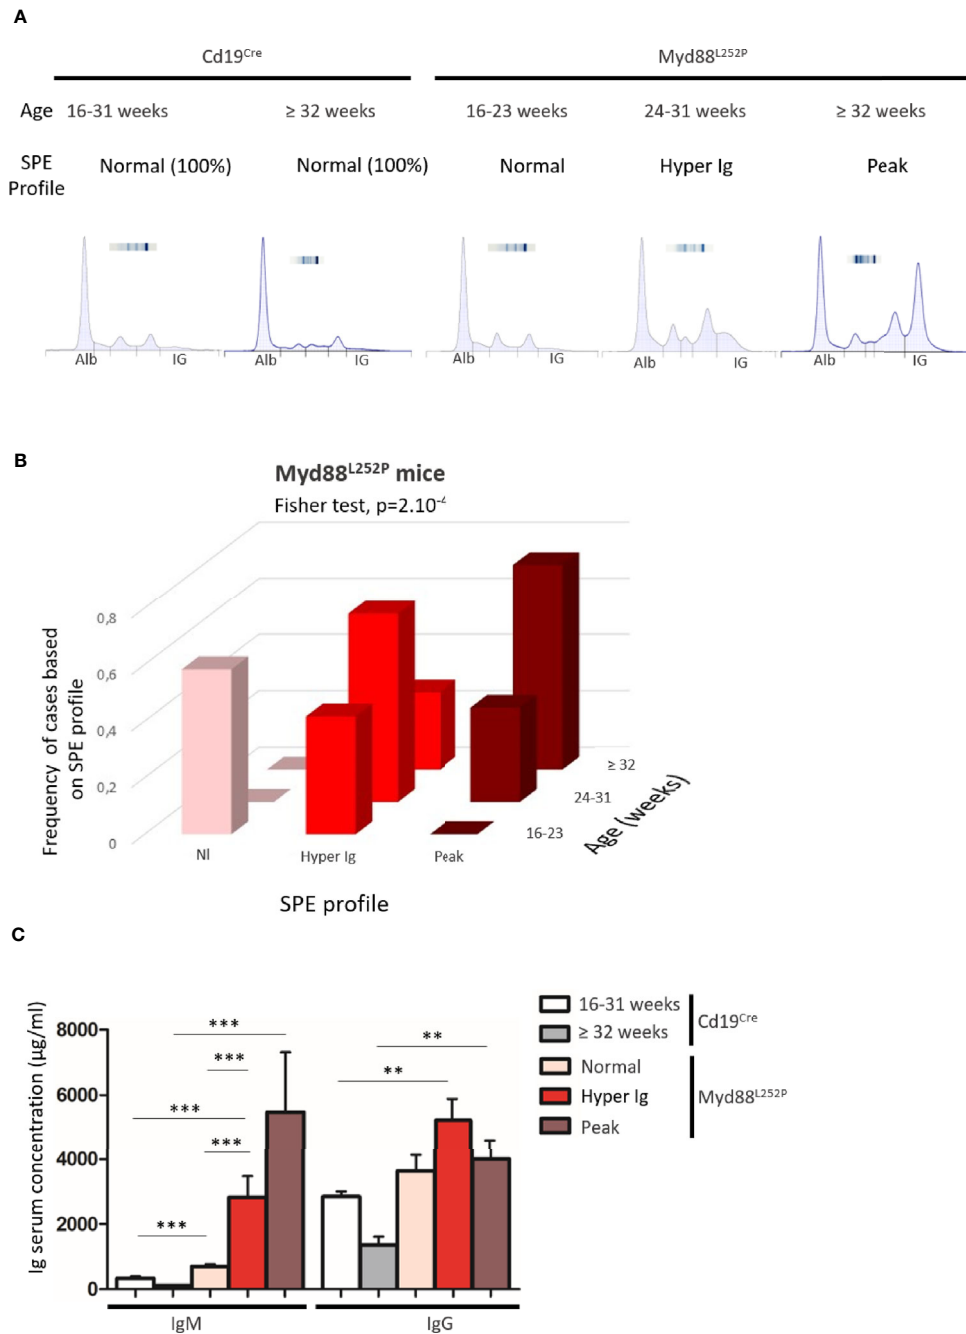 A
Cd19Cre
Myd88L252P
Age 16-31 weeks ≥ 32 weeks 16-23 weeks 24-31 weeks ≥ 32 weeks
SPE Profile Normal (100%) Normal (100%) Normal Hyper Ig Peak
Alb IG Alb IG Alb IG Alb IG Alb IG
B
Myd88L252P mice
Fisher test, p=2.10-4
Frequency of cases based
on SPE profile
0,8
0,6
0,4
0,2
0
≥ 32
24-31
16-23
Age (weeks)
Nl Hyper Ig Peak
SPE profile
C
Ig serum concentration (µg/ml)
8000
6000
4000
2000
0
***
***
***
***
***
**
**
IgM IgG
16-31 weeks
≥ 32 weeks
Cd19Cre
Normal
Hyper Ig
Peak
Myd88L252P